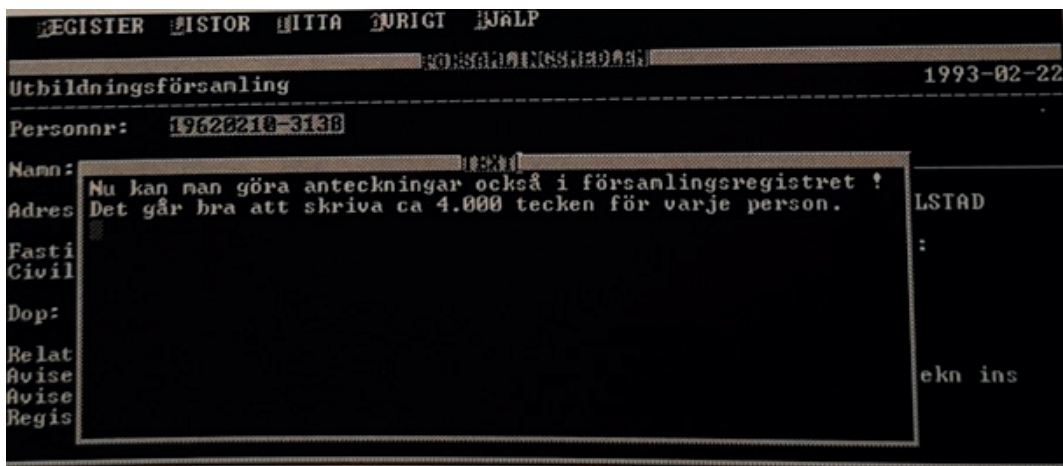 REGISTER PISTOR HITTA ÖVRIGT HJÄLP
FÖRSAMLINGSMEDLEM
Utbildningsförsamling 1993-02-22
Personnr: 19620210-3138
TEXT
Namn:
Nu kan man göra anteckningar också i församlingsregistret !
Adres Det går bra att skriva ca 4.000 tecken för varje person. LSTAD
Fasti :
Civil
Dop:
Relat
Avise ekn ins
Avise
Regis